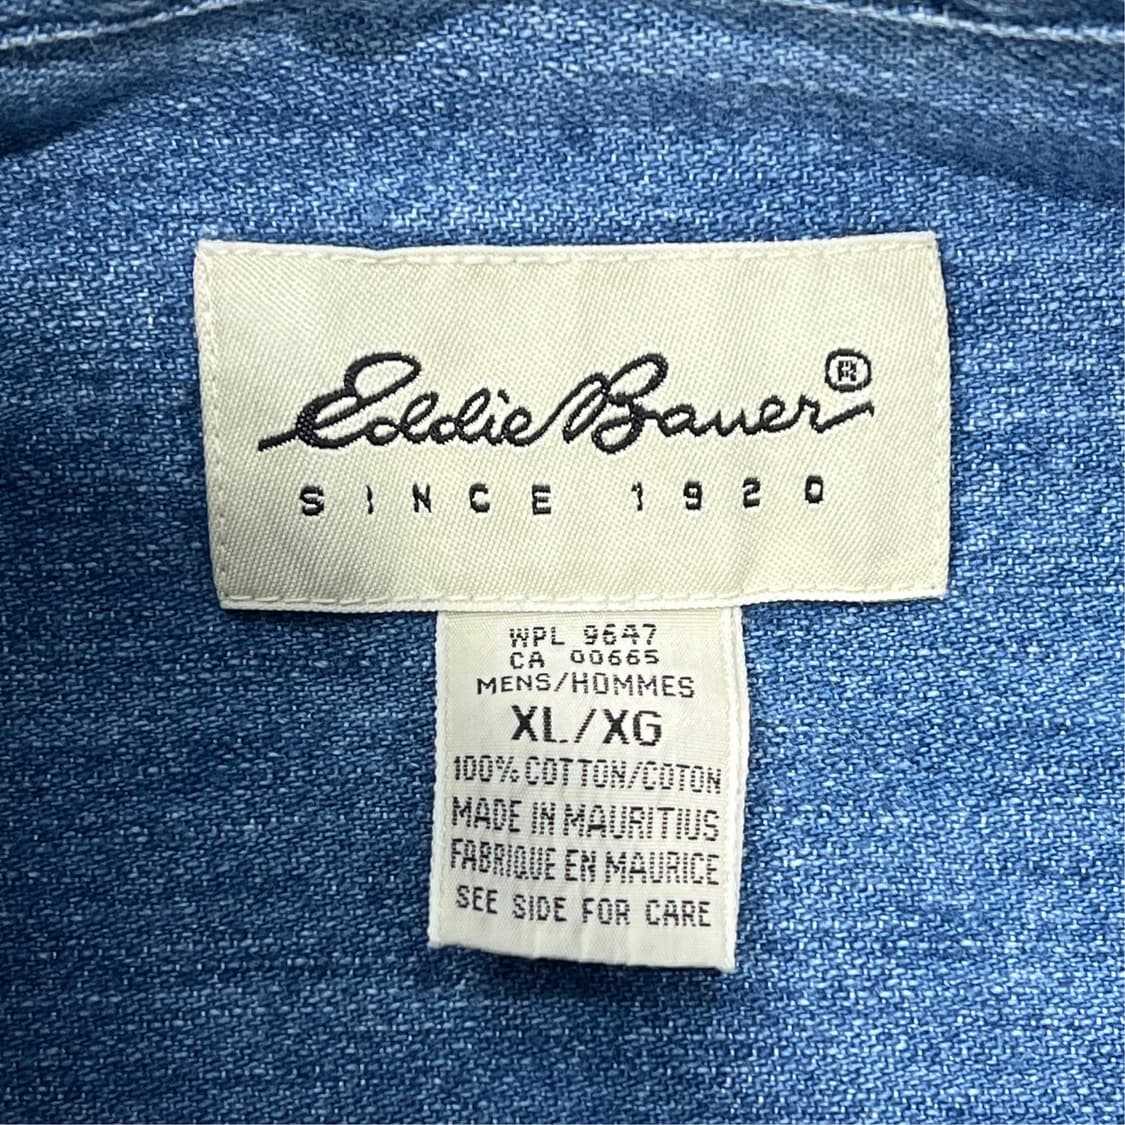 Eddie Bauer®
SINCE 1920
WPL 9647
CA 00665
MENS/HOMMES
XL/XG
100% COTTON/COTON
MADE IN MAURITIUS
FABRIQUE EN MAURICE
SEE SIDE FOR CARE